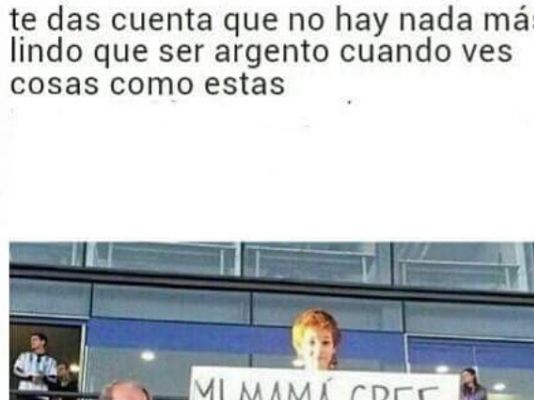 te das cuenta que no hay nada má
lindo que ser argento cuando ves
cosas como estas
MI MAMÁ CREE